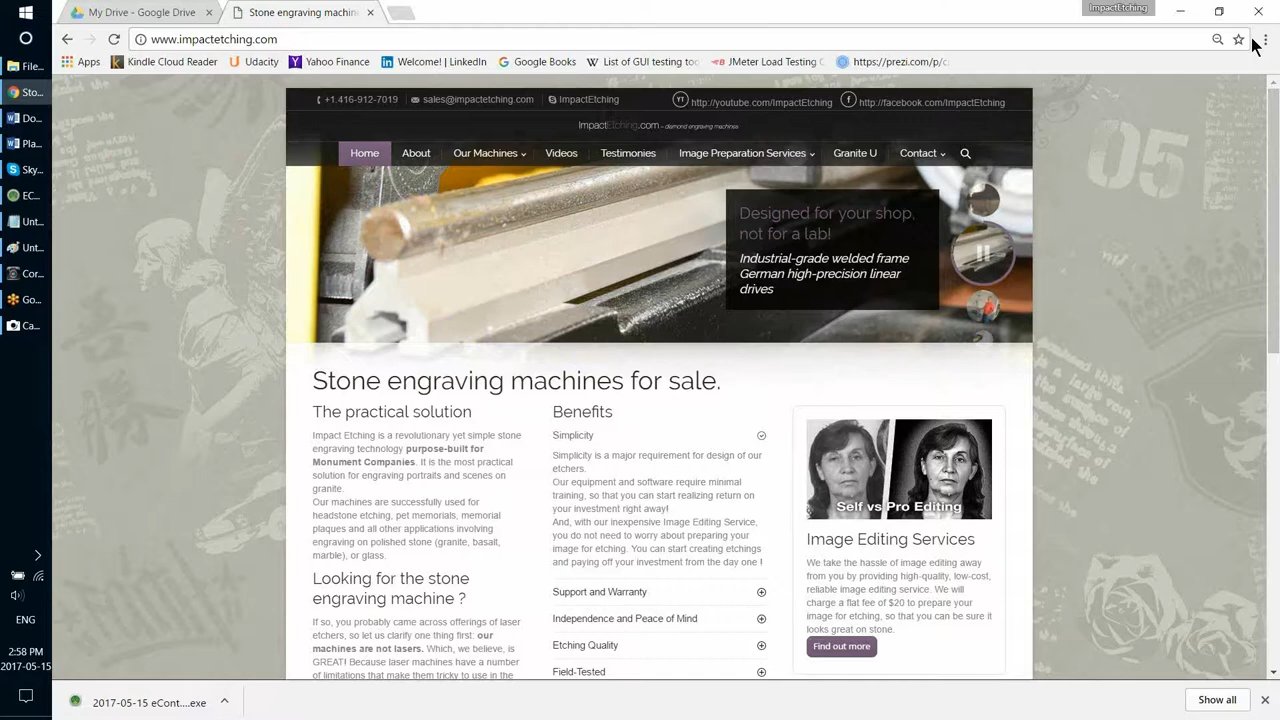 My Drive - Google Drive
Stone engraving machin
ImpactEtching
www.impactetching.com
Apps
Kindle Cloud Reader
Udacity
Yahoo Finance
Welcome! | LinkedIn
Google Books
List of GUI testing too
JMeter Load Testing C
https://prezi.com/p/c
File...
Sto...
Do...
Pla...
Sky...
EC...
Unt...
Unt...
Cor...
Go...
Ca...
ENG
2:58 PM
2017-05-15
+1.416-912-7019
sales@impactetching.com
ImpactEtching
YT
http://youtube.com/ImpactEtching
f
http://facebook.com/ImpactEtching
ImpactEtching.com – diamond engraving machines
Home
About
Our Machines
Videos
Testimonies
Image Preparation Services
Granite U
Contact
Designed for your shop,
not for a lab!
Industrial-grade welded frame
German high-precision linear
drives
05
Stone engraving machines for sale.
The practical solution
Impact Etching is a revolutionary yet simple stone
engraving technology purpose-built for
Monument Companies. It is the most practical
solution for engraving portraits and scenes on
granite.
Our machines are successfully used for
headstone etching, pet memorials, memorial
plaques and all other applications involving
engraving on polished stone (granite, basalt,
marble), or glass.
Looking for the stone
engraving machine ?
If so, you probably came across offerings of laser
etchers, so let us clarify one thing first: our
machines are not lasers. Which, we believe, is
GREAT! Because laser machines have a number
of limitations that make them tricky to use in the
Benefits
Simplicity
Simplicity is a major requirement for design of our
etchers.
Our equipment and software require minimal
training, so that you can start realizing return on
your investment right away!
And, with our inexpensive Image Editing Service,
you do not need to worry about preparing your
image for etching. You can start creating etchings
and paying off your investment from the day one !
Support and Warranty
Independence and Peace of Mind
Etching Quality
Field-Tested
Self vs Pro Editing
Image Editing Services
We take the hassle of image editing away
from you by providing high-quality, low-cost,
reliable image editing service. We will
charge a flat fee of $20 to prepare your
image for etching, so that you can be sure it
looks great on stone.
Find out more
2017-05-15 eCont....exe
Show all